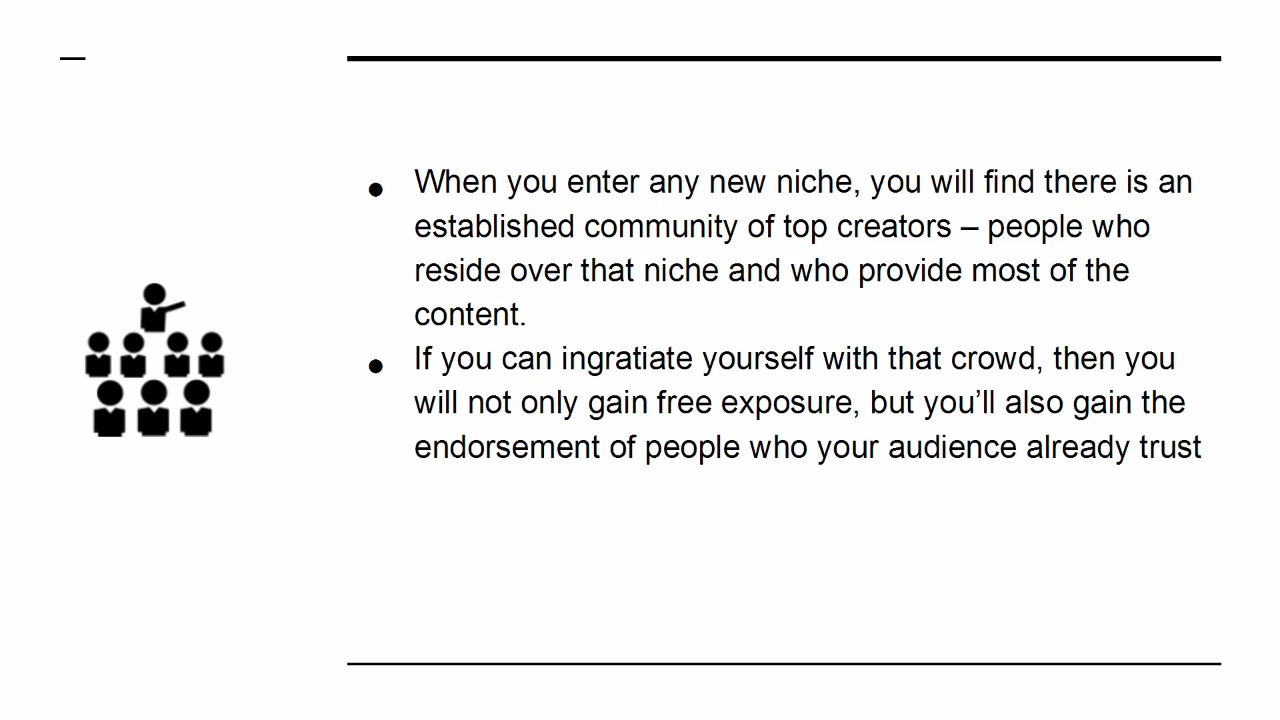 When you enter any new niche, you will find there is an
established community of top creators – people who
reside over that niche and who provide most of the
content.
If you can ingratiate yourself with that crowd, then you
will not only gain free exposure, but you’ll also gain the
endorsement of people who your audience already trust